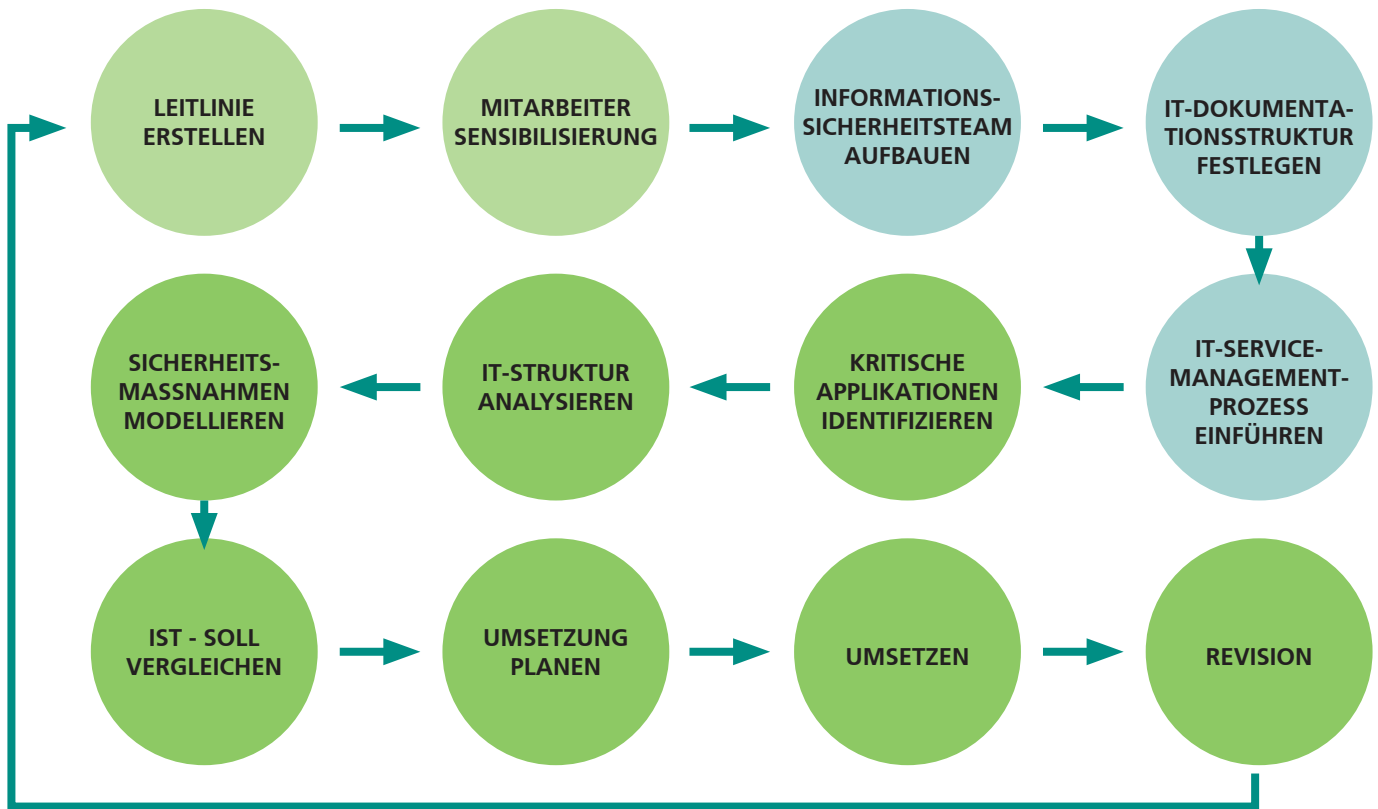 LEITLINIE
ERSTELLEN
MITARBEITER
SENSIBILISIERUNG
INFORMATIONS-
SICHERHEITSTEAM
AUFBAUEN
IT-DOKUMENTA-
TIONSSTRUKTUR
FESTLEGEN
SICHERHEITS-
MASSNAHMEN
MODELLIEREN
IT-STRUKTUR
ANALYSIEREN
KRITISCHE
APPLIKATIONEN
IDENTIFIZIEREN
IT-SERVICE-
MANAGEMENT-
PROZESS
EINFÜHREN
IST - SOLL
VERGLEICHEN
UMSETZUNG
PLANEN
UMSETZEN
REVISION